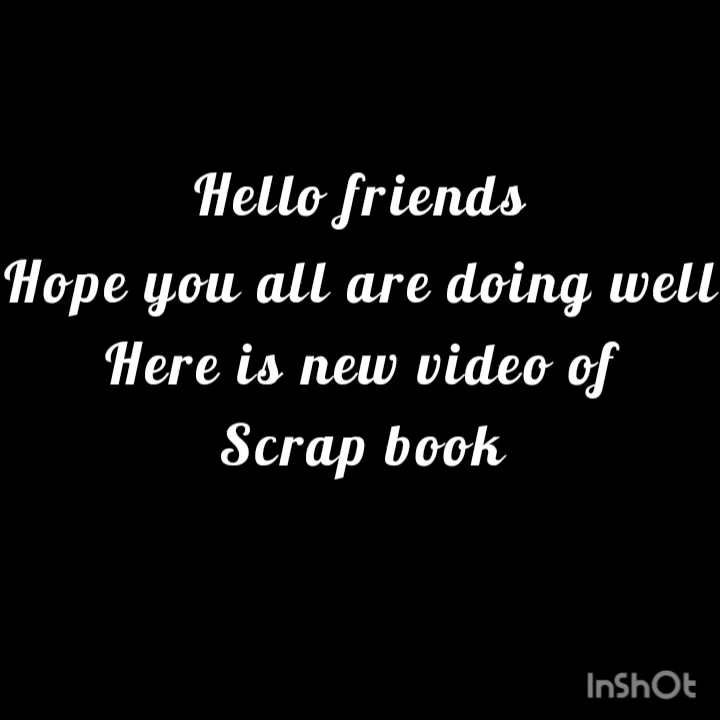 Hello friends
Hope you all are doing well
Here is new video of
Scrap book
InShOt